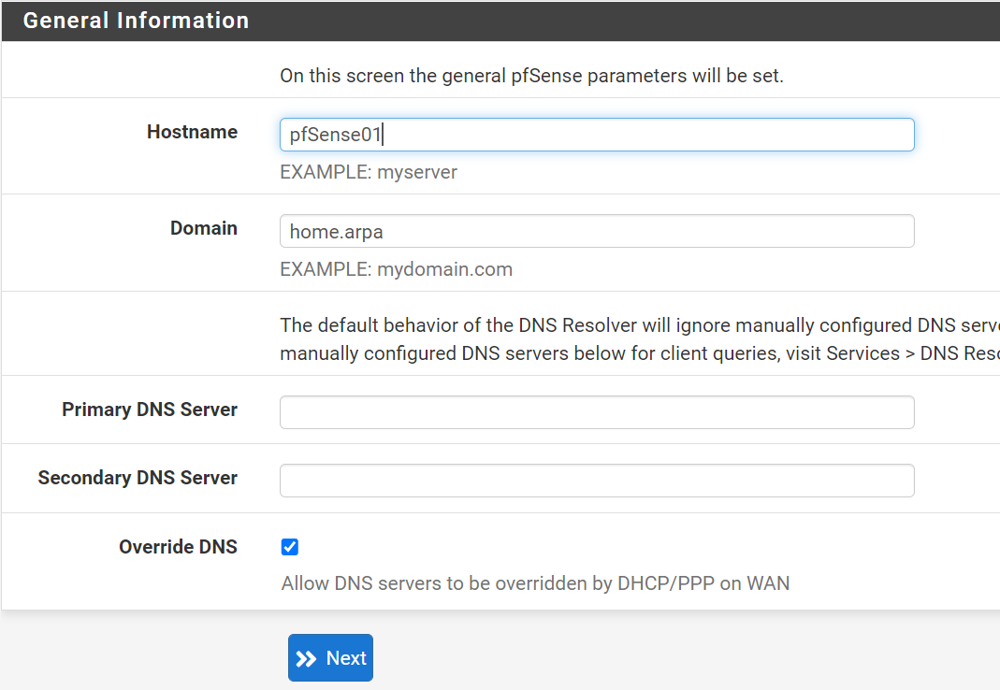 General Information
On this screen the general pfSense parameters will be set.
Hostname
pfSense01
EXAMPLE: myserver
Domain
home.arpa
EXAMPLE: mydomain.com
The default behavior of the DNS Resolver will ignore manually configured DNS
manually configured DNS servers below for client queries, visit Services > DNS
Primary DNS Server
Secondary DNS Server
Override DNS
Allow DNS servers to be overridden by DHCP/PPP on WAN
Next